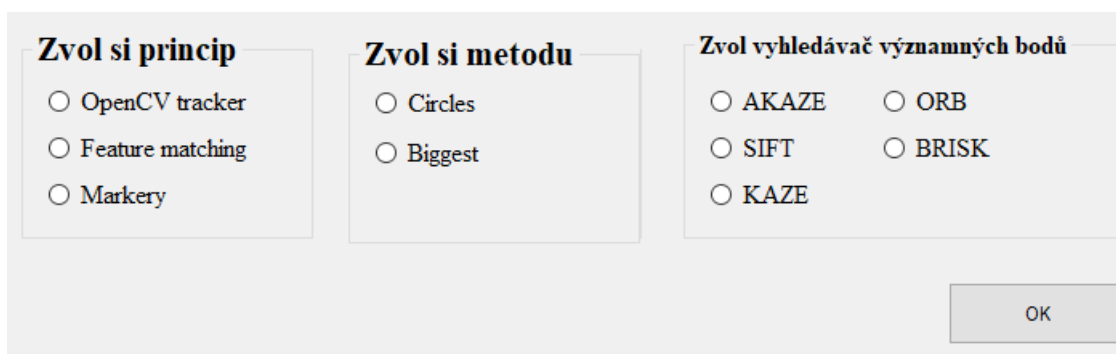 Zvol si princip
OpenCV tracker
Feature matching
Markery
Zvol si metodu
Circles
Biggest
Zvol vyhledávač významných bodů
AKAZE
ORB
SIFT
BRISK
KAZE
OK